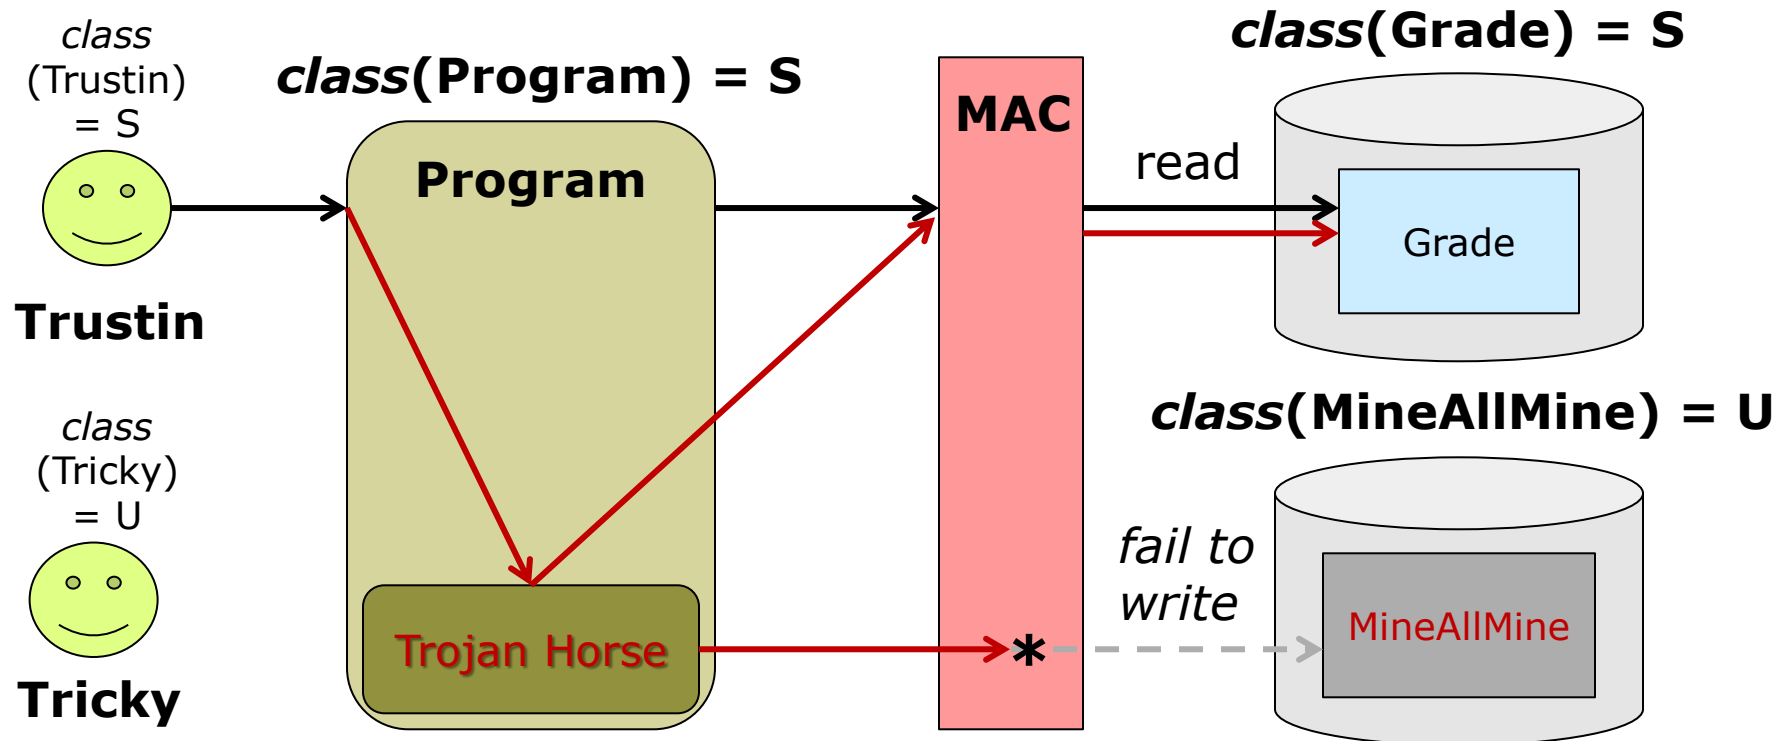 class
(Trustin)
= S
Trustin
class
(Tricky)
= U
Tricky
class(Program) = S
Program
Trojan Horse
MAC
*
read
fail to
write
class(Grade) = S
Grade
class(MineAllMine) = U
MineAllMine